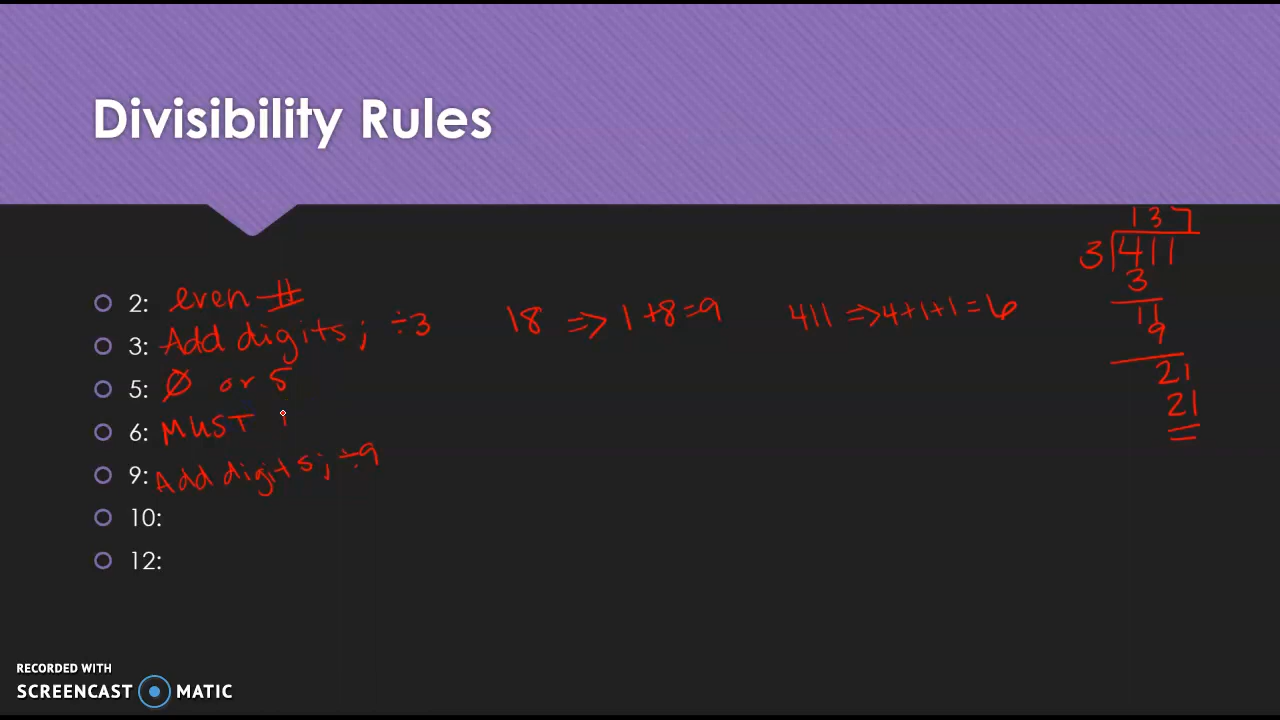 Divisibility Rules
2: even #
3: Add digits; ÷3 18 => 1+8=9 411 => 4+1+1=6
5: Ø or 5
6: MUST
9: Add digits; ÷9
10:
12:
137
3 411
3
11
9
21
21
RECORDED WITH
SCREENCAST MATIC